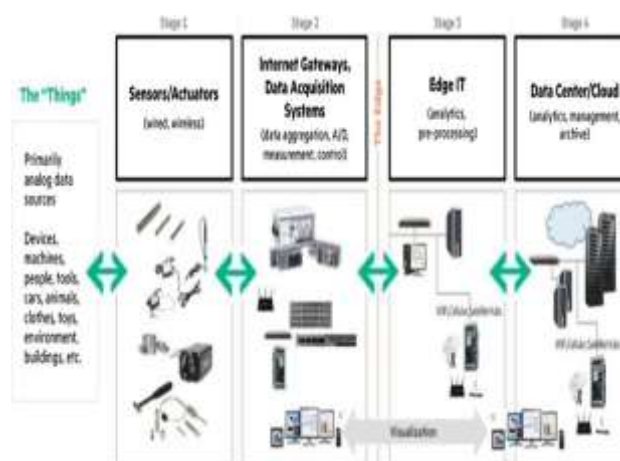 Stage 1
Stage 2
Stage 3
Stage 4
The "Things"
Primarily
analog data
sources
Devices,
machines,
people, tools,
cars, animals,
clothes, toys,
environment,
buildings, etc.
Sensors/Actuators
(wired, wireless)
Internet Gateways,
Data Acquisition
Systems
(data aggregation, A/D,
measurement, control)
The Edge
Edge IT
(analytics,
pre-processing)
Data Center/Cloud
(analytics, management,
archive)
Visualization